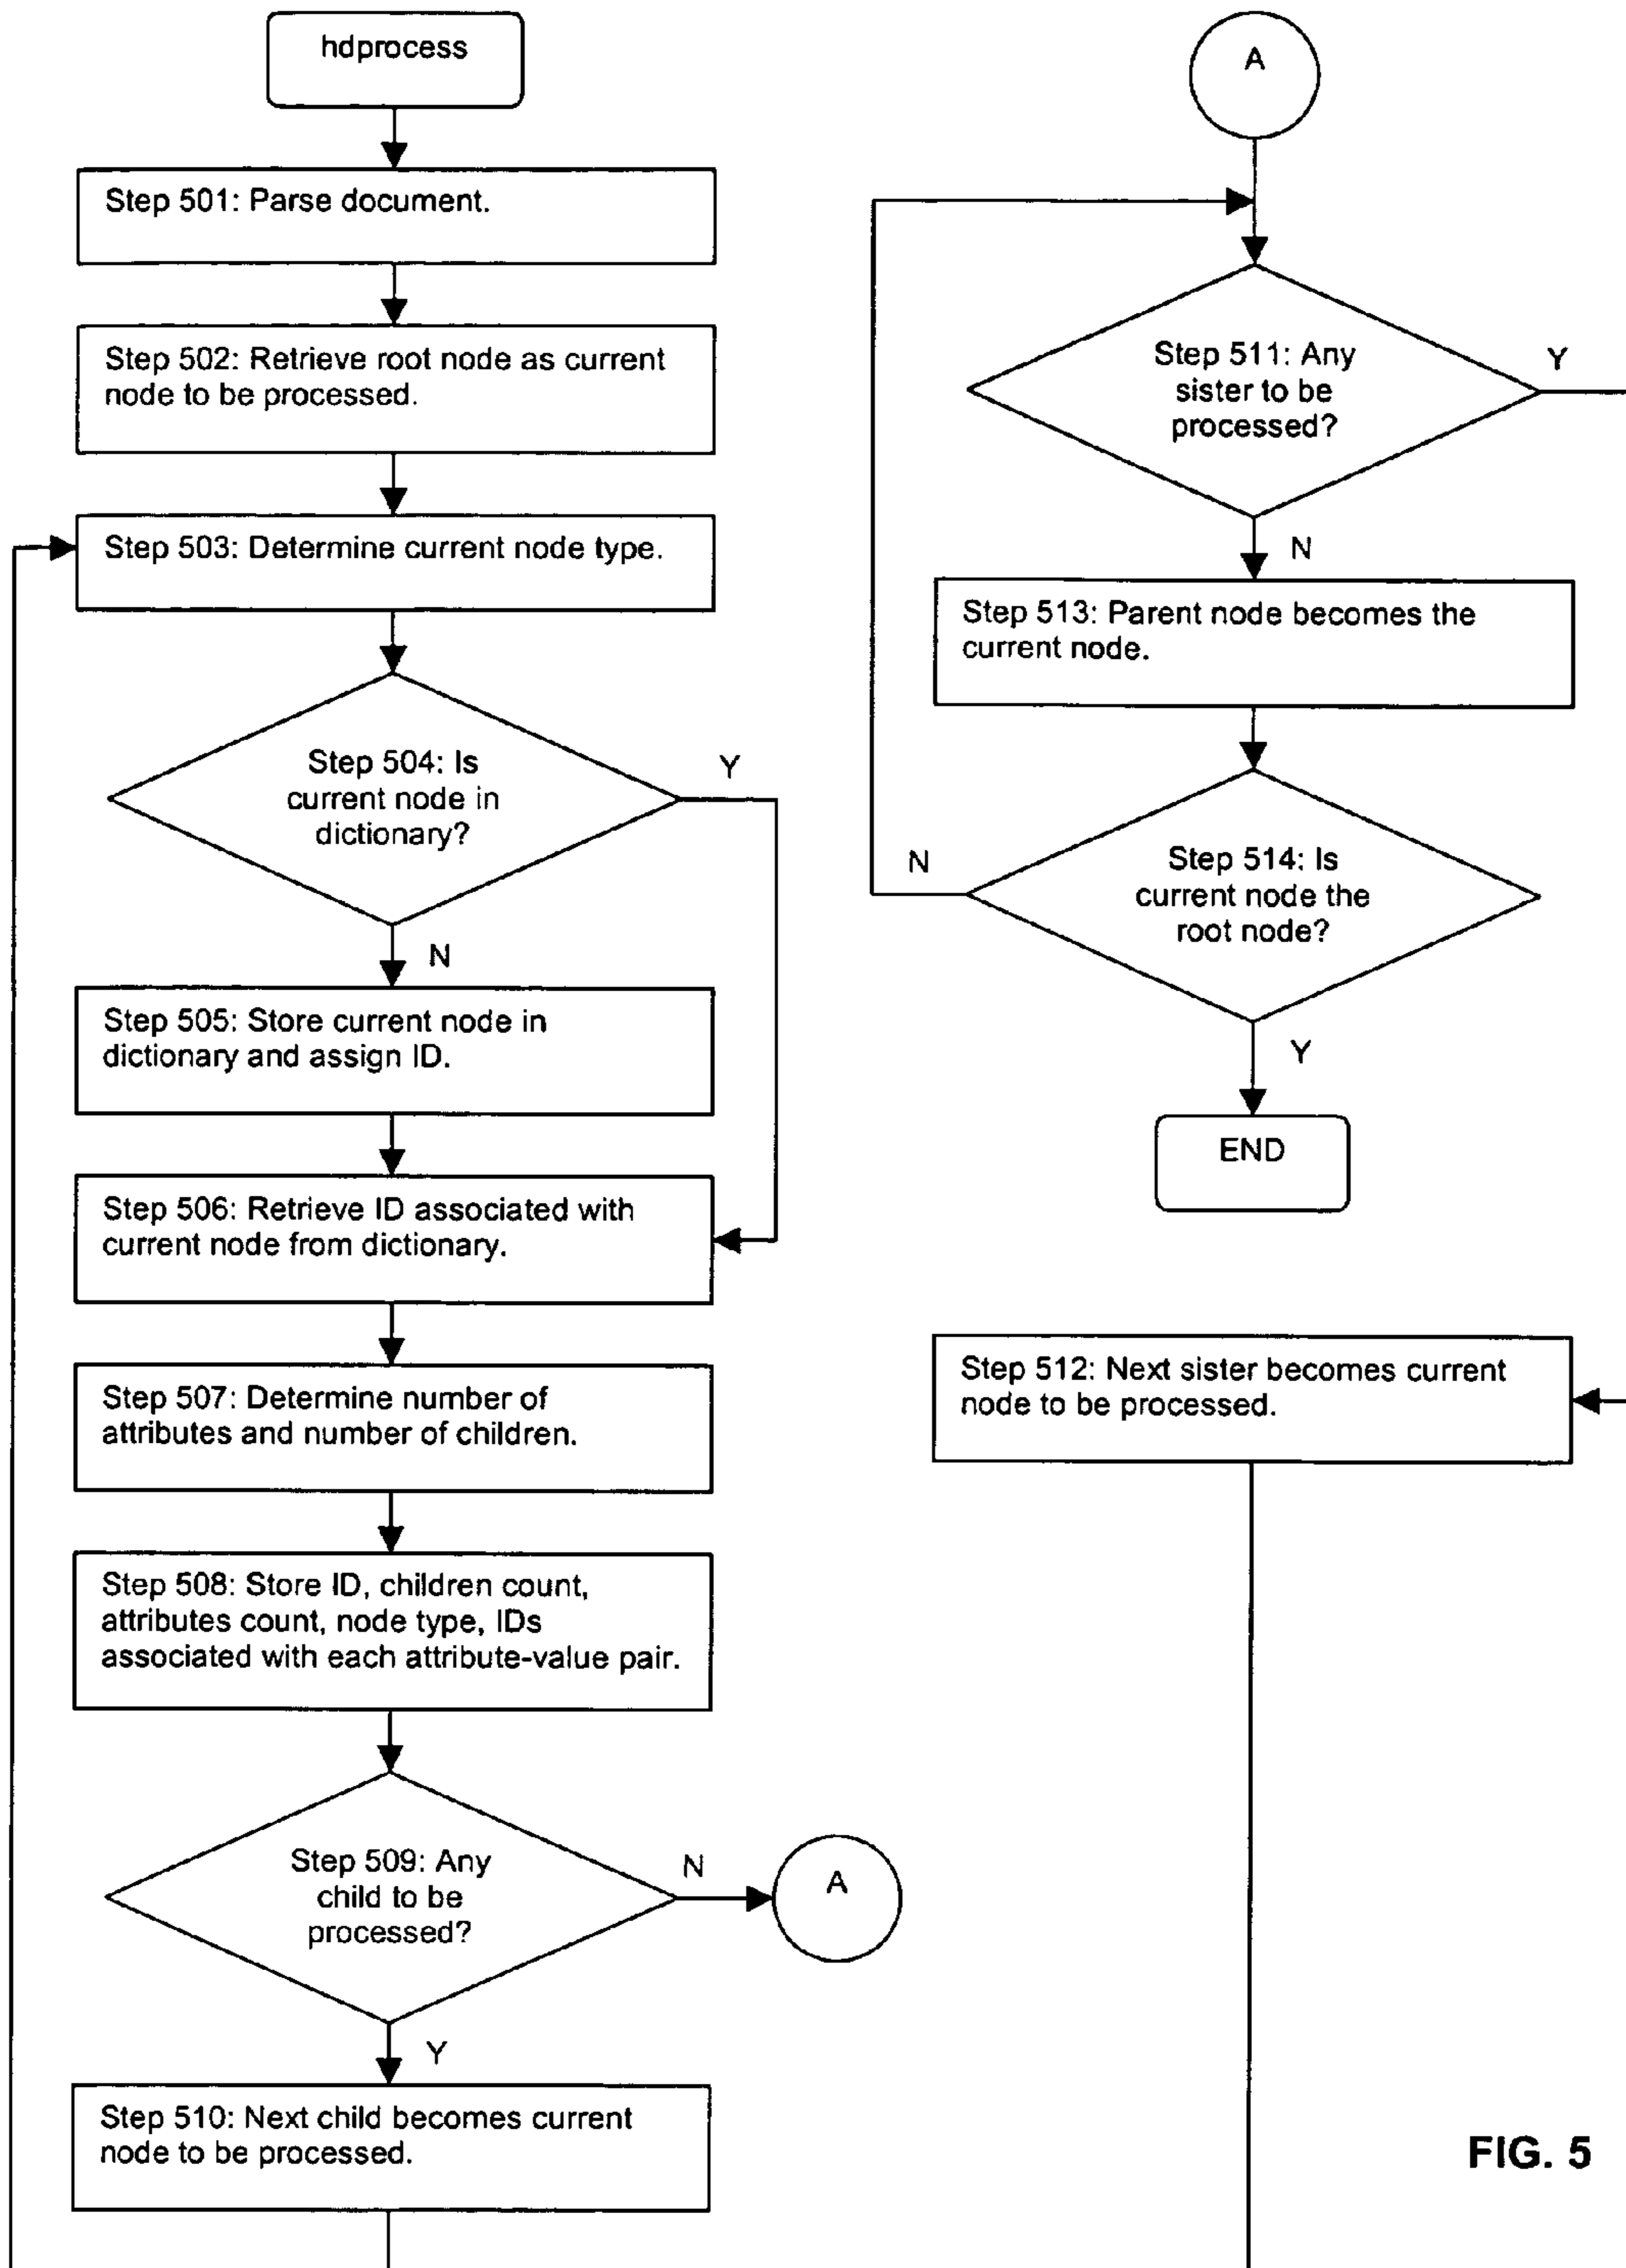 hdprocess
Step 501: Parse document.
Step 502: Retrieve root node as current
node to be processed.
Step 503: Determine current node type.
Step 504: Is
current node in
dictionary?
Y
N
Step 505: Store current node in
dictionary and assign ID.
Step 506: Retrieve ID associated with
current node from dictionary.
Step 507: Determine number of
attributes and number of children.
Step 508: Store ID, children count,
attributes count, node type, IDs
associated with each attribute-value pair.
Step 509: Any
child to be
processed?
N
A
Y
Step 510: Next child becomes current
node to be processed.
A
Step 511: Any
sister to be
processed?
Y
N
Step 513: Parent node becomes the
current node.
Step 514: Is
current node the
root node?
N
Y
END
Step 512: Next sister becomes current
node to be processed.
FIG. 5